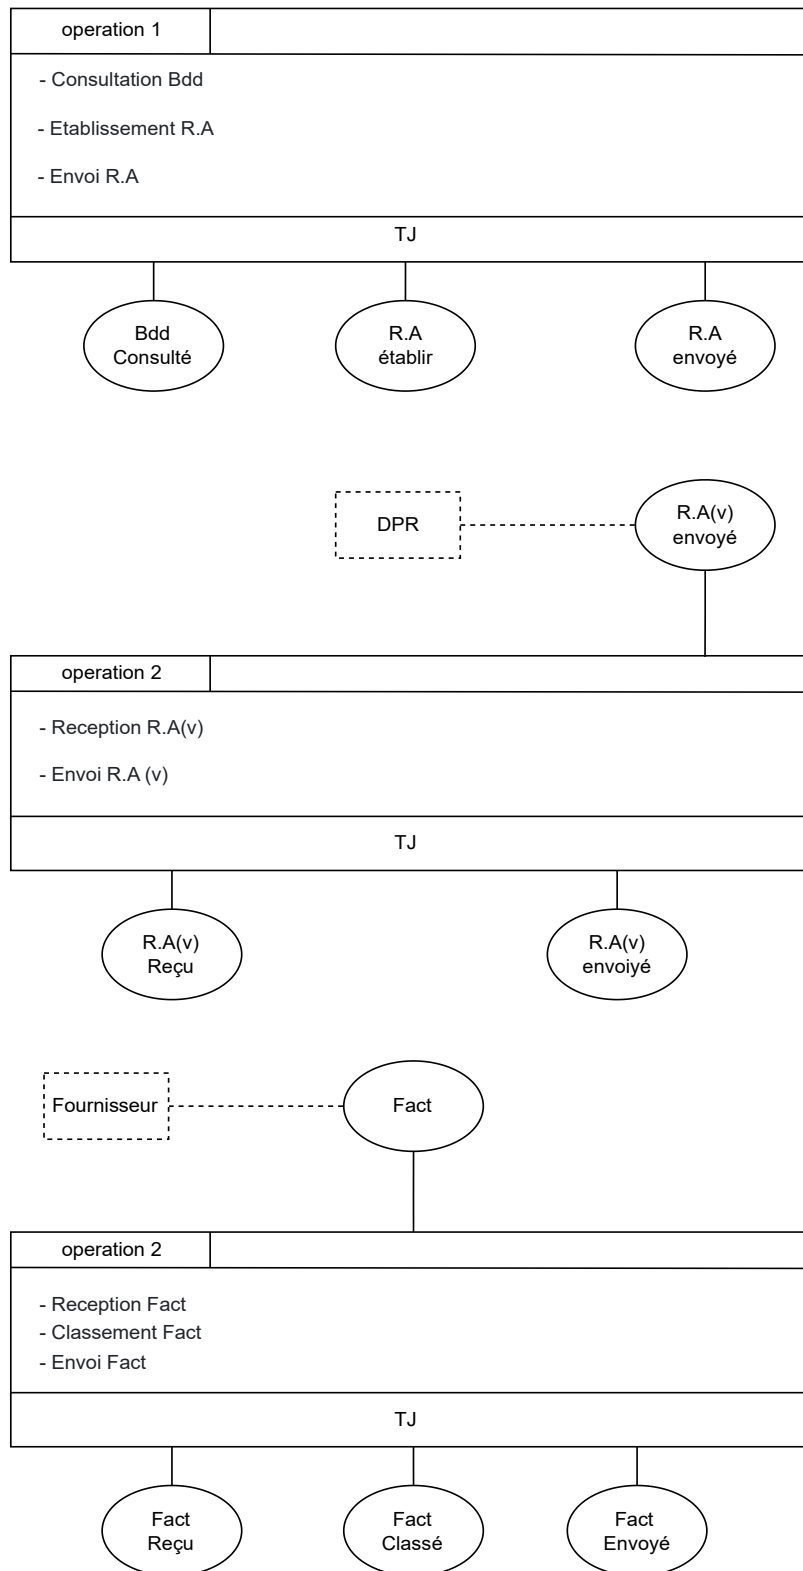 operation 1
- Consultation Bdd
- Etablissement R.A
- Envoi R.A
TJ
Bdd
Consulté
R.A
établir
R.A
envoyé
DPR
R.A(v)
envoyé
operation 2
- Reception R.A(v)
- Envoi R.A (v)
TJ
R.A(v)
Reçu
R.A(v)
envoiyé
Fournisseur
Fact
operation 2
- Reception Fact
- Classement Fact
- Envoi Fact
TJ
Fact
Reçu
Fact
Classé
Fact
Envoyé